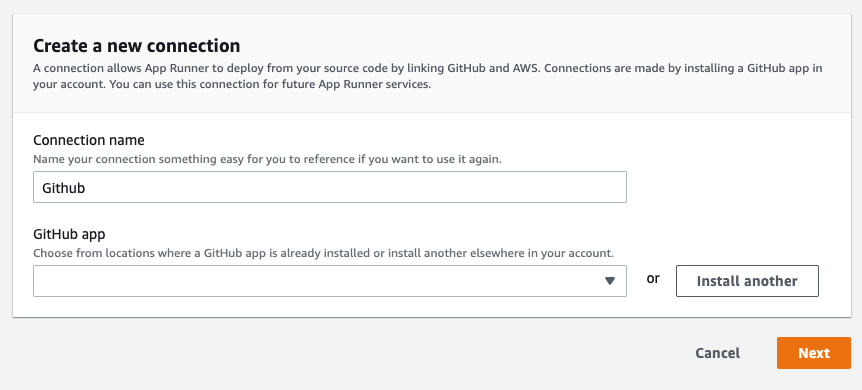 Create a new connection
A connection allows App Runner to deploy from your source code by linking GitHub and AWS. Connections are made by installing a GitHub app in
your account. You can use this connection for future App Runner services.
Connection name
Name your connection something easy for you to reference if you want to use it again.
Github
GitHub app
Choose from locations where a GitHub app is already installed or install another elsewhere in your account.
or Install another
Cancel Next